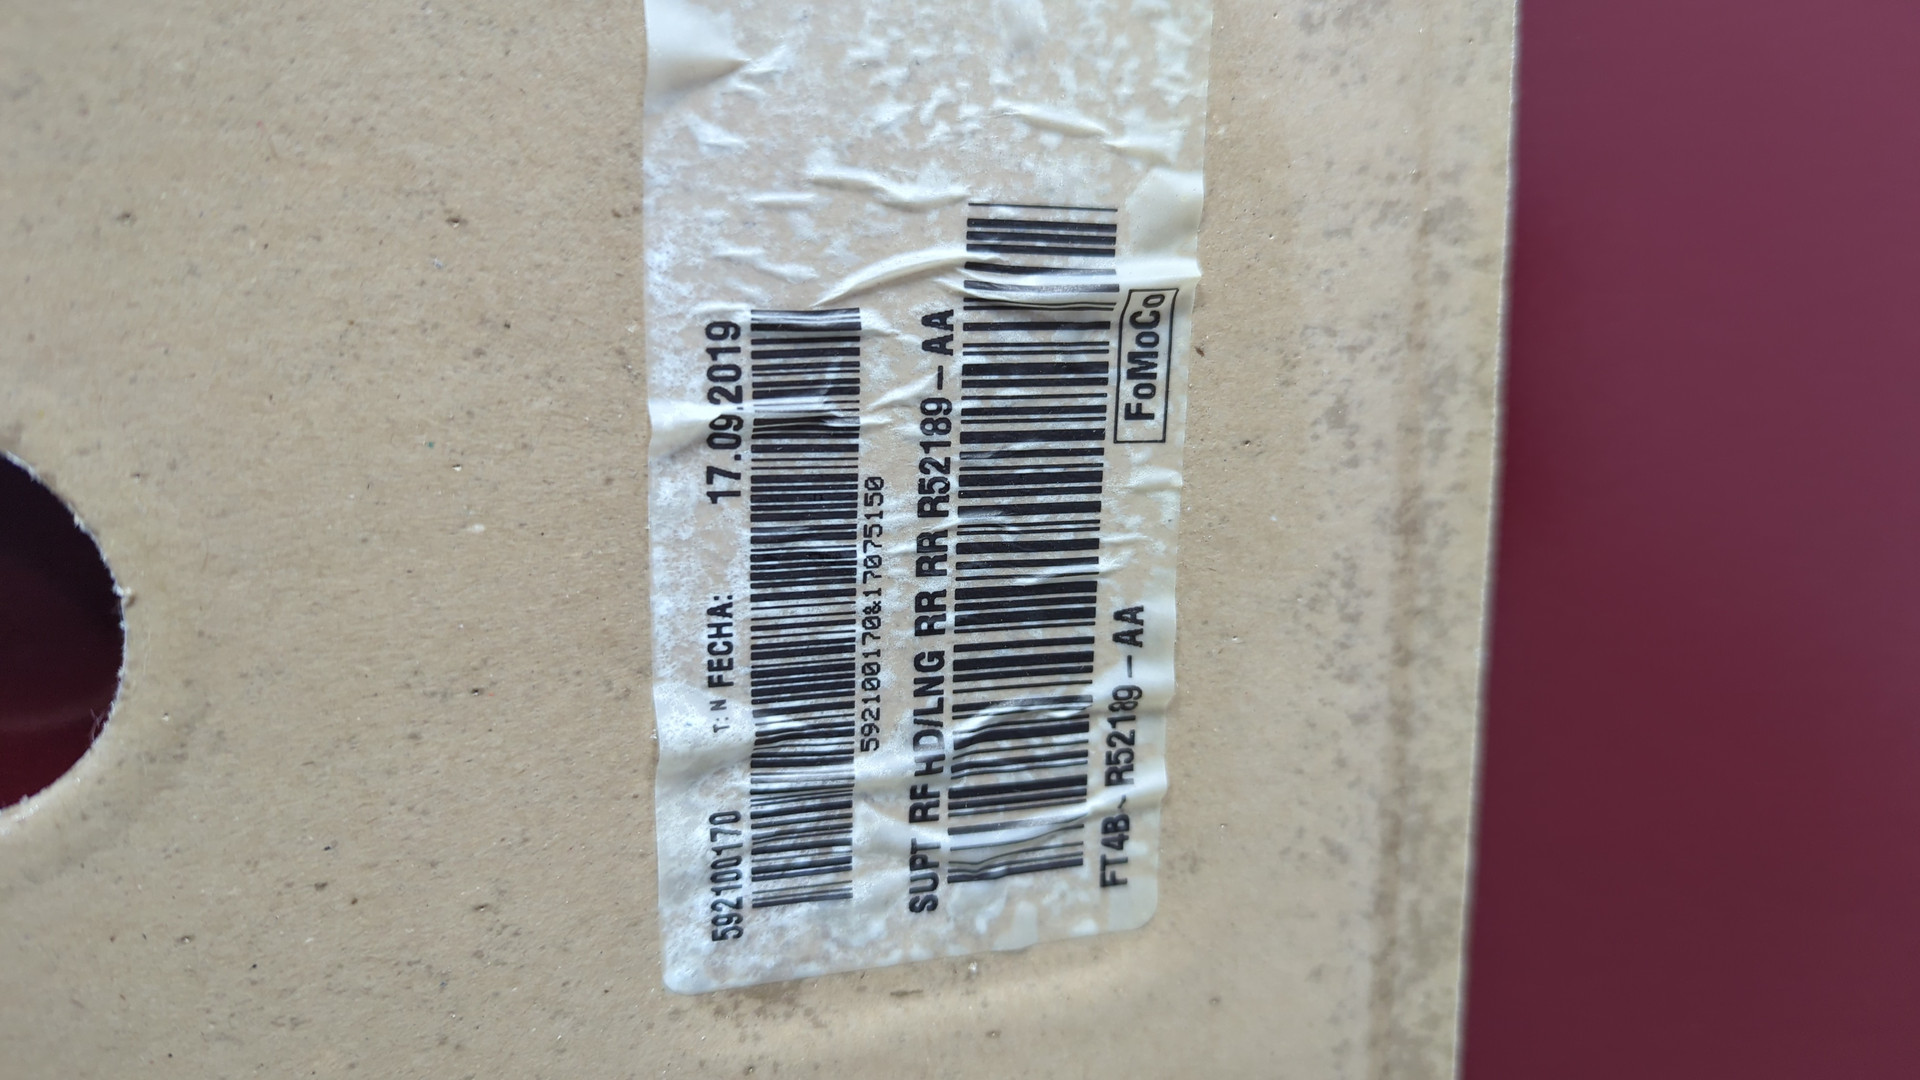 592100170 T: N FECHA: 17.09.2019
592100170&17075150
SUPT RF HD/LNG RR RR R52189-AA
FT4B-R52189-AA
FoMoCo